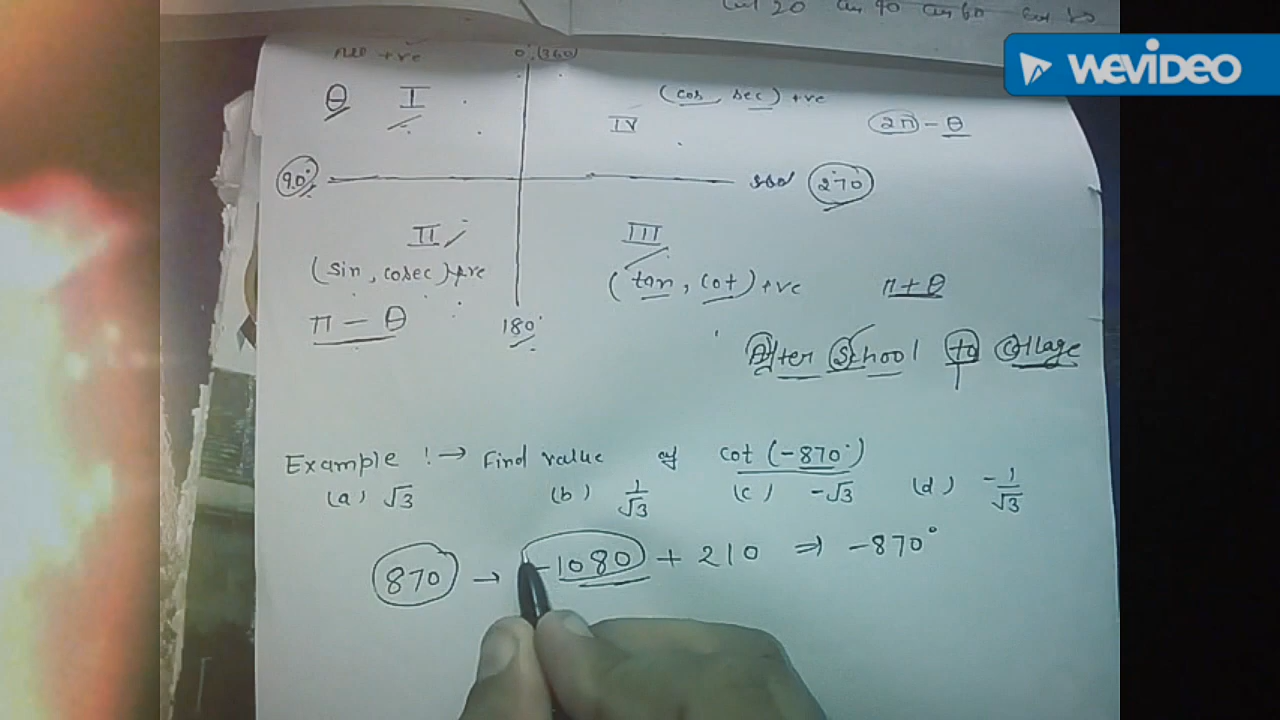 WEVIDEO
+ve 0°(360)
θ I (cos, sec) +ve
IV 2π - θ
90° 270°
II III
(sin, cosec) +ve (tan, cot) +ve π + θ
π - θ 180°
After School to Collage
Example :→ Find value of cot (-870°)
(a) √3 (b) 1/√3 (c) -√3 (d) -1/√3
870 → -1080 + 210 ⇒ -870°